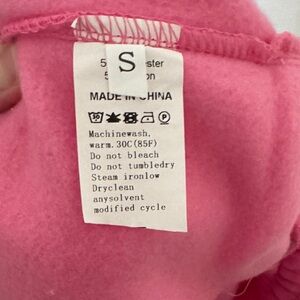 S
MADE IN CHINA
Machinewash,
warm.30C(85F)
Do not bleach
Do not tumbledry
Steam ironlow
Dryclean
anysolvent
modified cycle